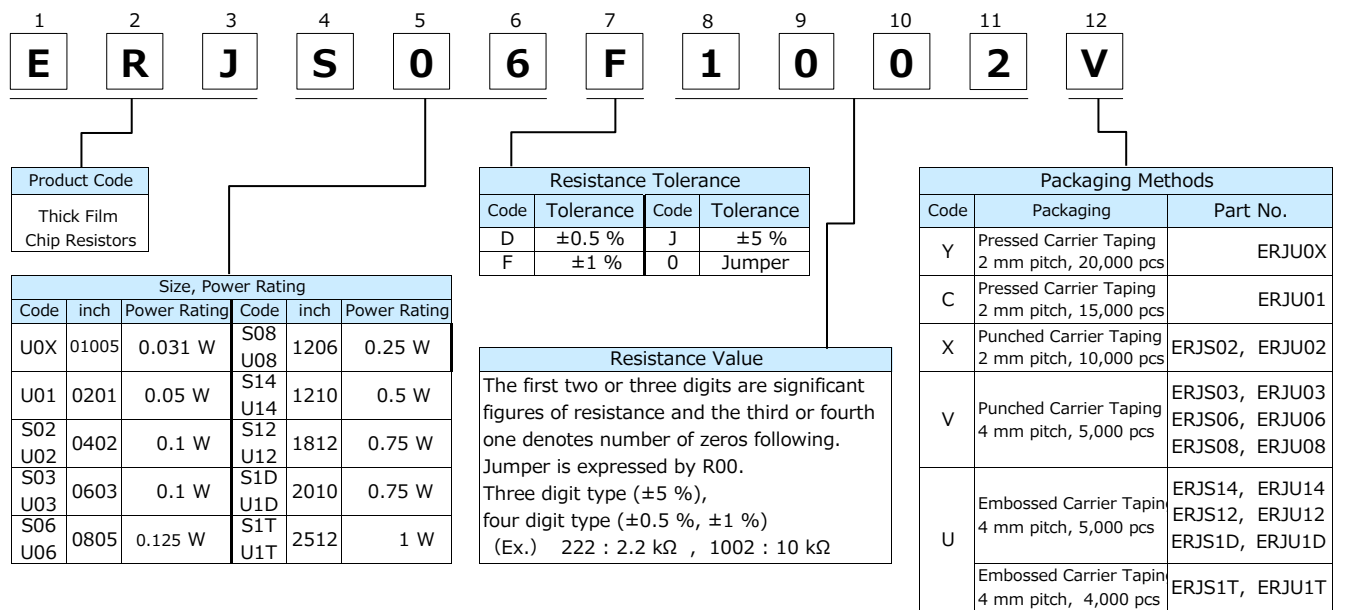 1 2 3 4 5 6 7 8 9 10 11 12
E R J S 0 6 F 1 0 0 2 V
Product Code
Thick Film
Chip Resistors
Size, Power Rating
Code inch Power Rating Code inch Power Rating
U0X 01005 0.031 W S08 U08 1206 0.25 W
U01 0201 0.05 W S14 U14 1210 0.5 W
S02 U02 0402 0.1 W S12 U12 1812 0.75 W
S03 U03 0603 0.1 W S1D U1D 2010 0.75 W
S06 U06 0805 0.125 W S1T U1T 2512 1 W
Resistance Tolerance
Code Tolerance Code Tolerance
D ±0.5 % J ±5 %
F ±1 % 0 Jumper
Resistance Value
The first two or three digits are significant
figures of resistance and the third or fourth
one denotes number of zeros following.
Jumper is expressed by R00.
Three digit type (±5 %),
four digit type (±0.5 %, ±1 %)
(Ex.) 222 : 2.2 kΩ , 1002 : 10 kΩ
Packaging Methods
Code Packaging Part No.
Y Pressed Carrier Taping
2 mm pitch, 20,000 pcs ERJU0X
C Pressed Carrier Taping
2 mm pitch, 15,000 pcs ERJU01
X Punched Carrier Taping
2 mm pitch, 10,000 pcs ERJS02, ERJU02
V Punched Carrier Taping
4 mm pitch, 5,000 pcs
ERJS03, ERJU03
ERJS06, ERJU06
ERJS08, ERJU08
U Embossed Carrier Tapin
4 mm pitch, 5,000 pcs
ERJS14, ERJU14
ERJS12, ERJU12
ERJS1D, ERJU1D
Embossed Carrier Tapin
4 mm pitch, 4,000 pcs ERJS1T, ERJU1T